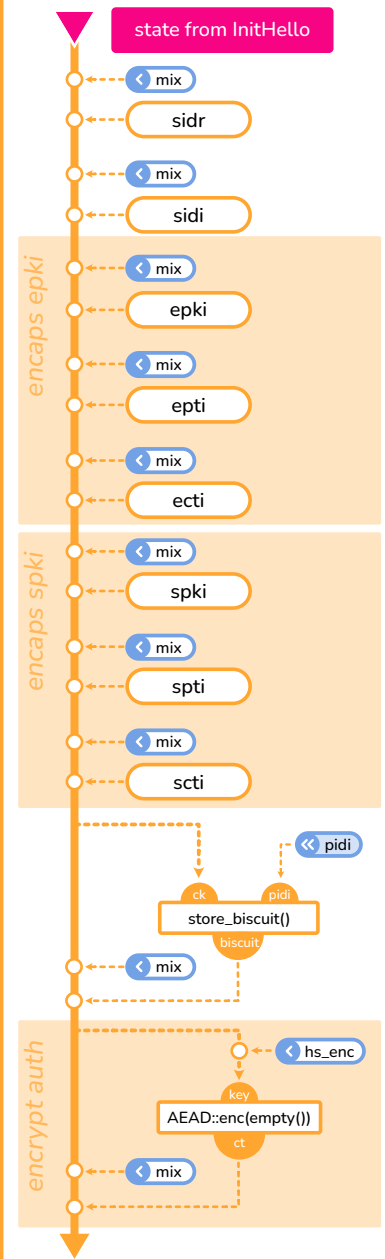 state from InitHello
mix
sidr
mix
sidi
encaps epki
mix
epki
mix
epti
mix
ecti
encaps spki
mix
spki
mix
spti
mix
scti
pidi
ck pidi
store_biscuit()
biscuit
mix
encrypt auth
hs_enc
key
AEAD::enc(empty())
ct
mix